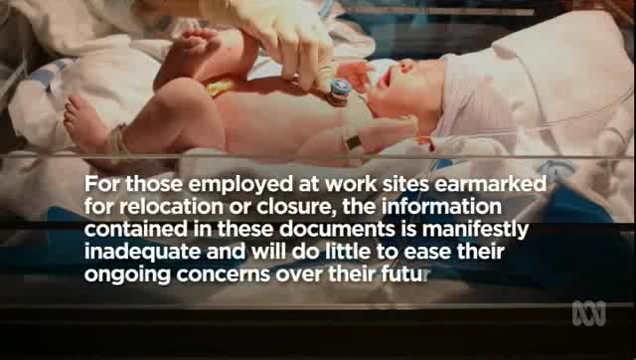 For those employed at work sites earmarked
for relocation or closure, the information
contained in these documents is manifestly
inadequate and will do little to ease their
ongoing concerns over their futu